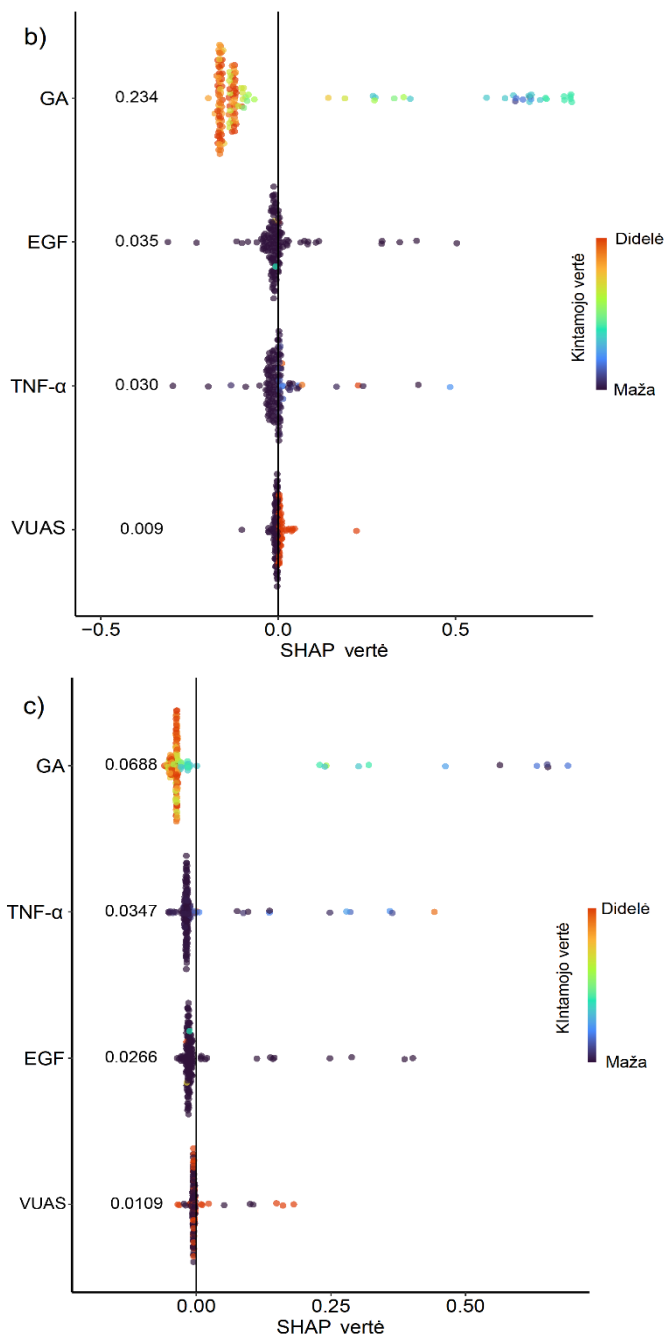 b)
GA 0.234
EGF 0.035
TNF-α 0.030
VUAS 0.009
−0.5 0.0 0.5
SHAP vertė
Kintamojo vertė
Didelė
Maža
c)
GA 0.0688
TNF-α 0.0347
EGF 0.0266
VUAS 0.0109
0.00 0.25 0.50
SHAP vertė
KIntamojo vertė
Didelė
Maža